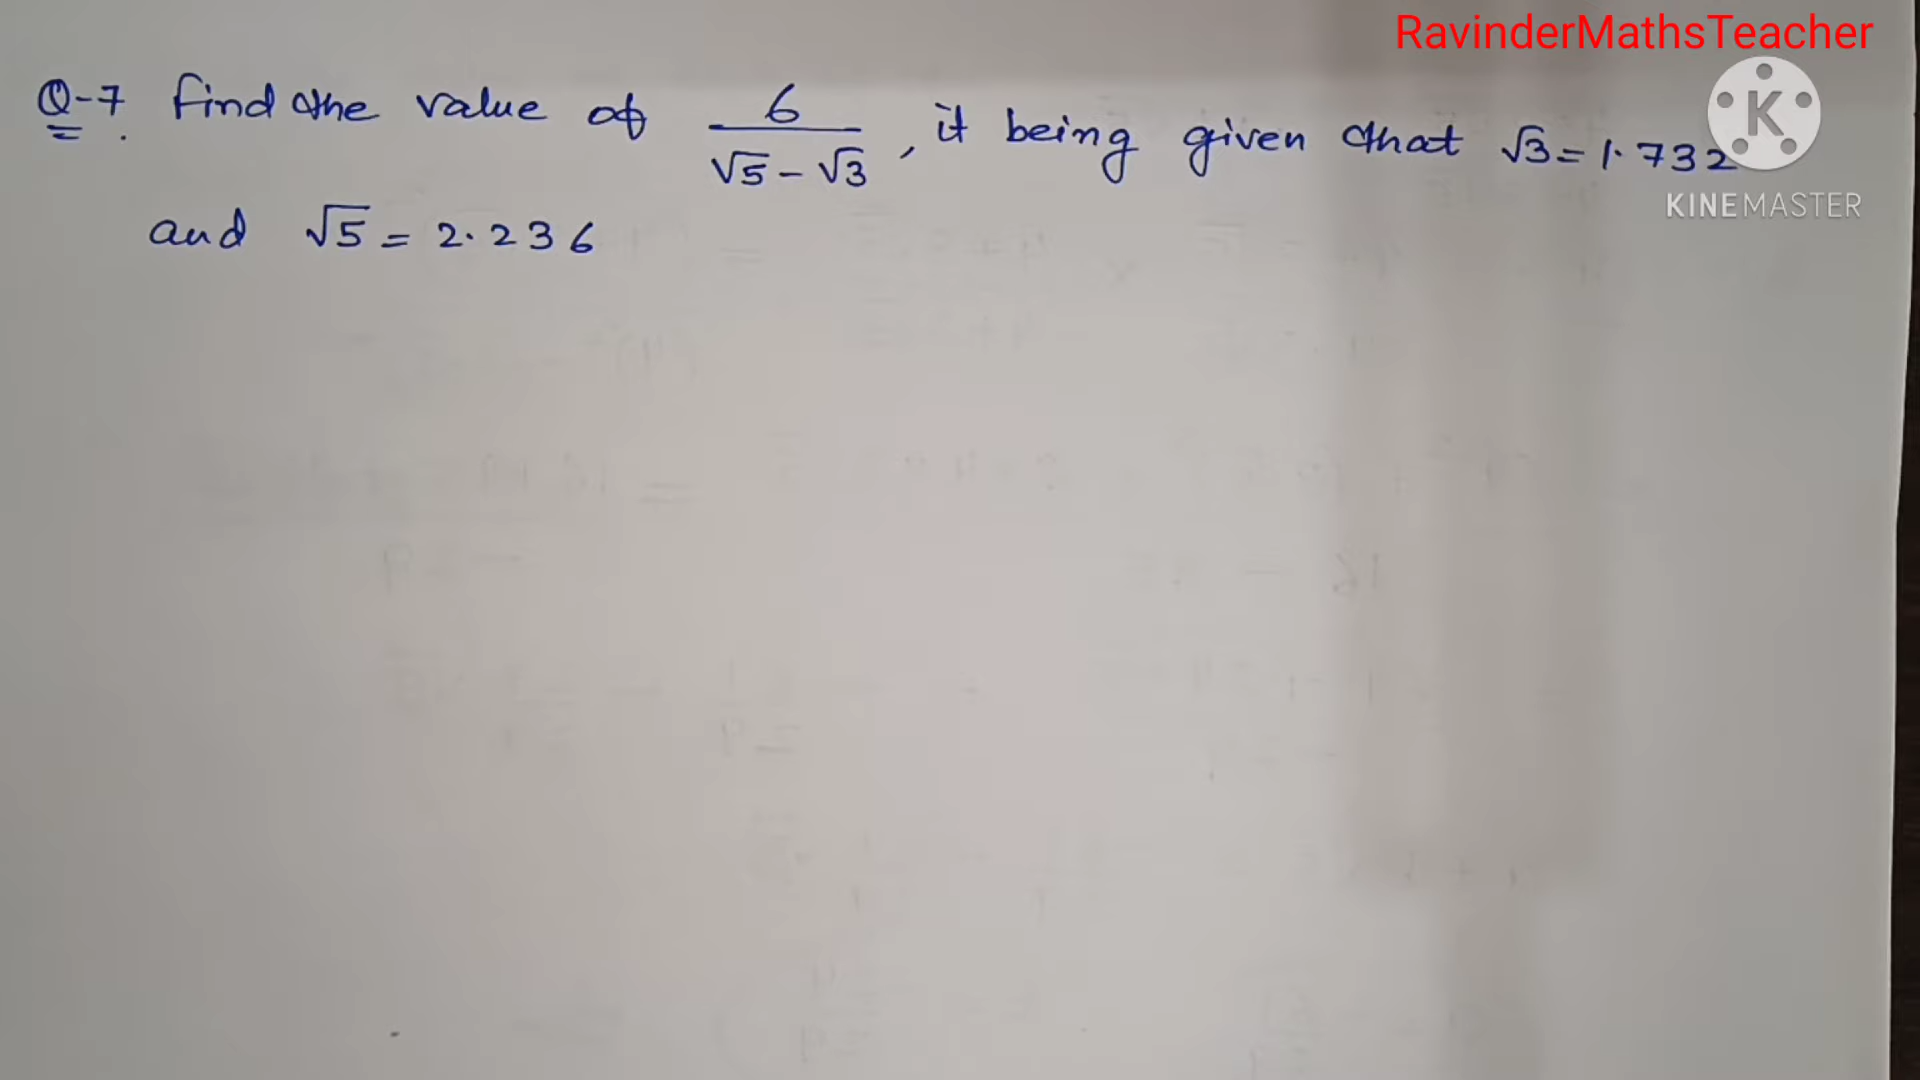 RavinderMathsTeacher
Q-7. Find the value of 6/(√5 - √3), it being given that √3 = 1.732
and √5 = 2.236
K
KINEMASTER